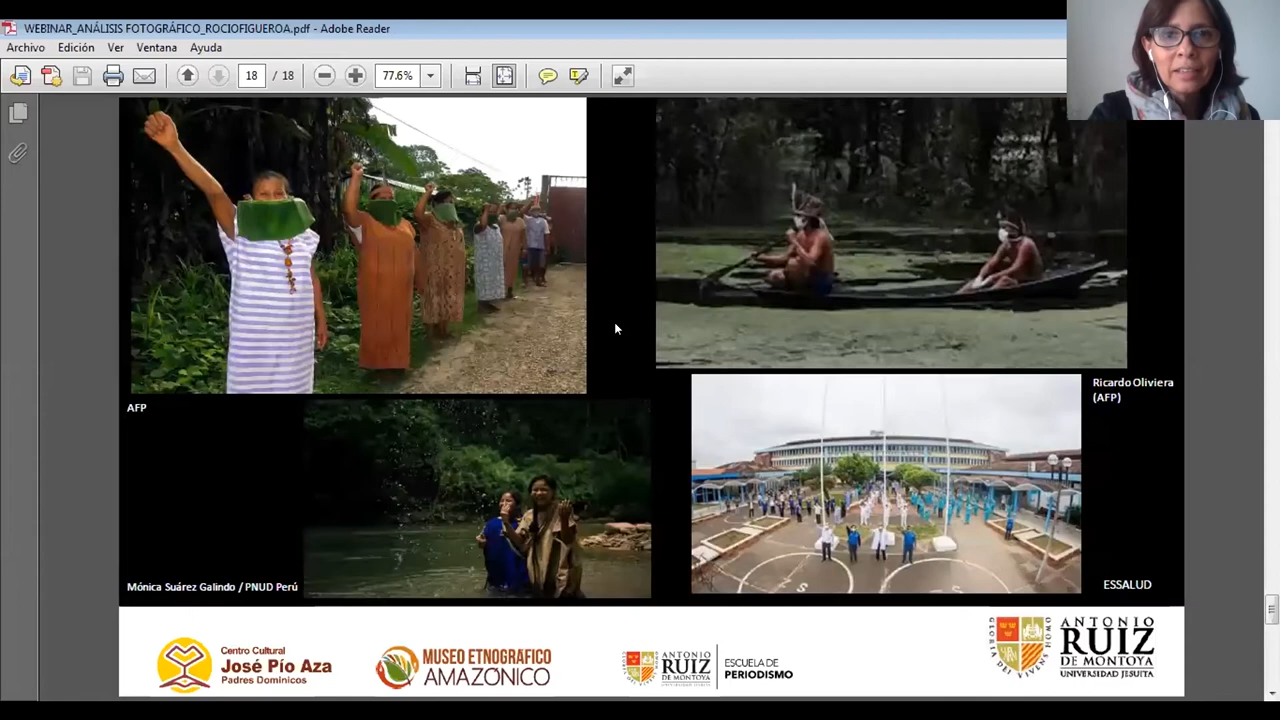 WEBINAR_ANÁLISIS FOTOGRÁFICO_ROCIOFIGUEROA.pdf - Adobe Reader
Archivo Edición Ver Ventana Ayuda
18 / 18 77.6%
AFP
Ricardo Oliviera
(AFP)
Mónica Suárez Galindo / PNUD Perú
ESSALUD
Centro Cultural
José Pío Aza
Padres Dominicos
MUSEO ETNOGRÁFICO
AMAZÓNICO
ANTONIO
RUIZ
DE MONTOYA
ESCUELA DE
PERIODISMO
ANTONIO
RUIZ
DE MONTOYA
UNIVERSIDAD JESUITA